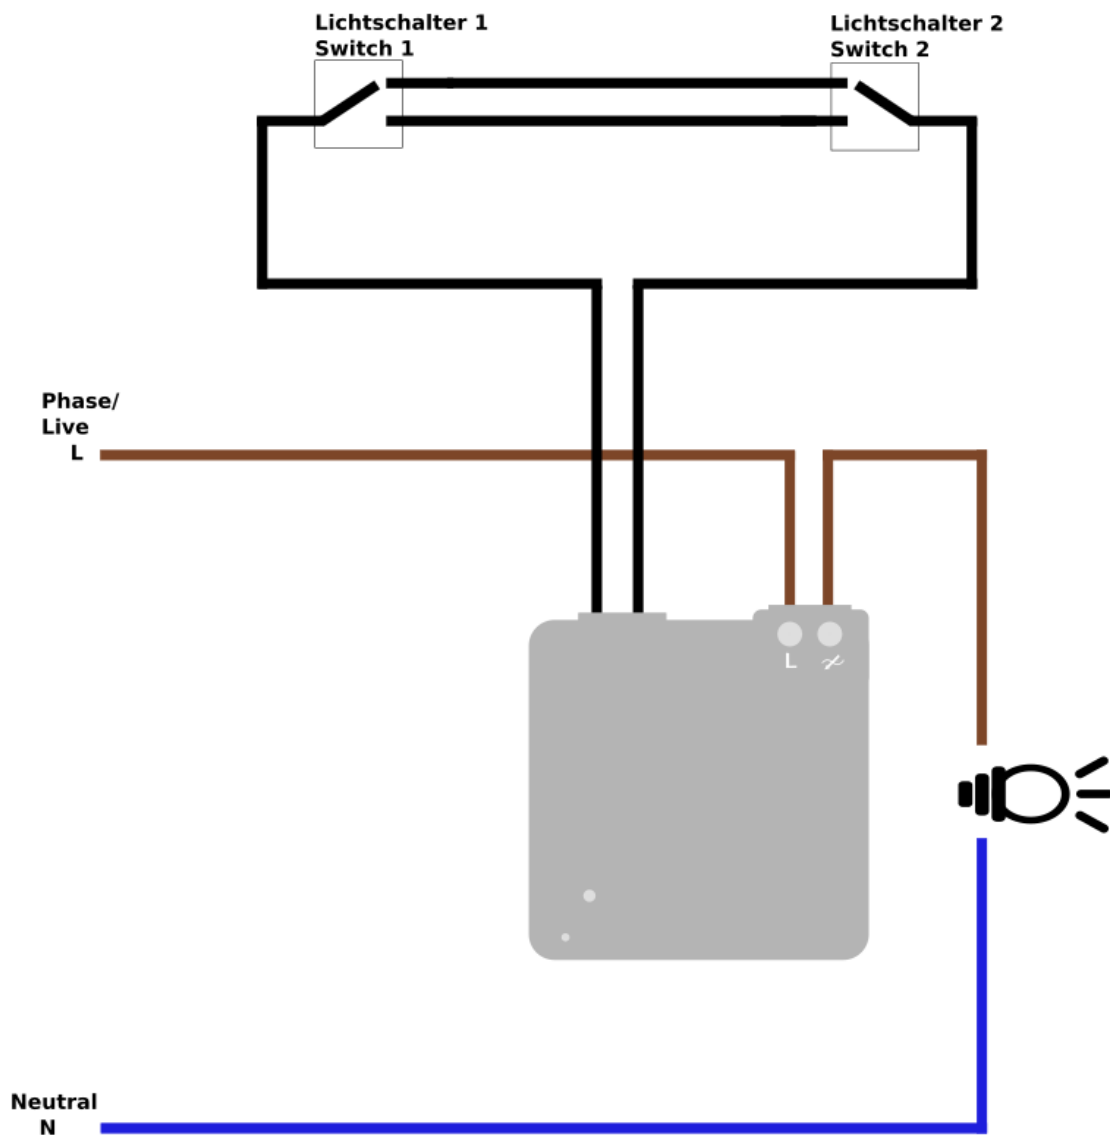 Lichtschalter 1
Switch 1
Lichtschalter 2
Switch 2
Phase/
Live
L
L
Neutral
N